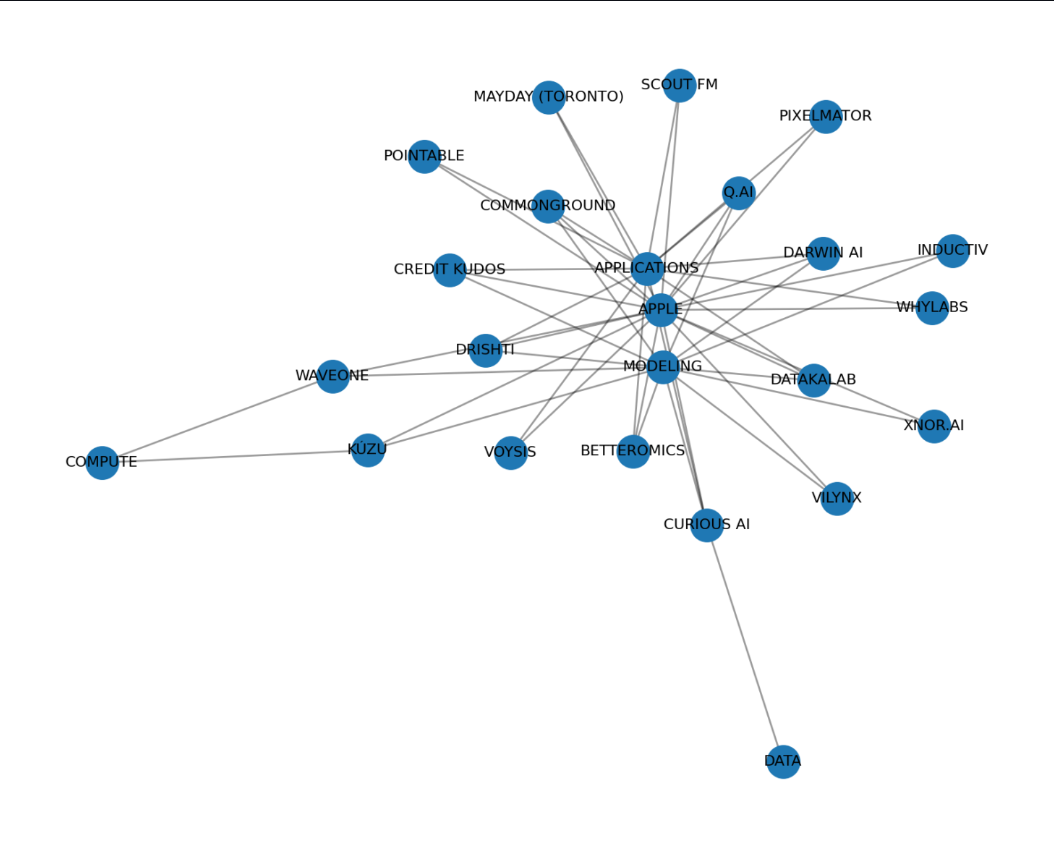 SCOUT FM
MAYDAY (TORONTO)
PIXELMATOR
POINTABLE
Q.AI
COMMONGROUND
INDUCTIV
DARWIN AI
APPLICATIONS
CREDIT KUDOS
WHYLABS
APPLE
DRISHTI
MODELING
WAVEONE
DATAKALAB
XNOR.AI
KÙZU
BETTEROMICS
VOYSIS
COMPUTE
VILYNX
CURIOUS AI
DATA